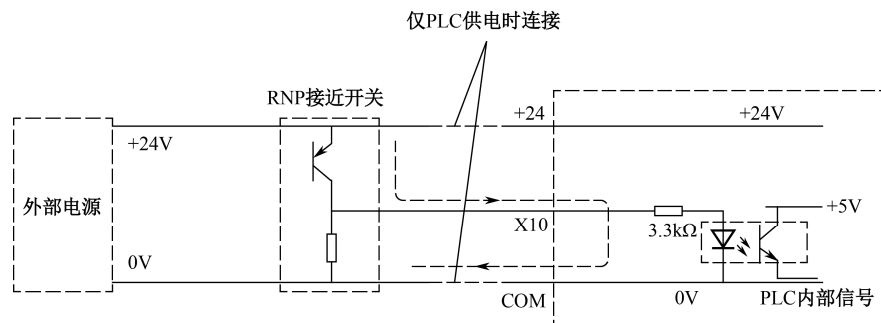 仅PLC供电时连接
RNP接近开关
+24
+24V
+24V
外部电源
X10
3.3kΩ
+5V
0V
COM
0V
PLC内部信号